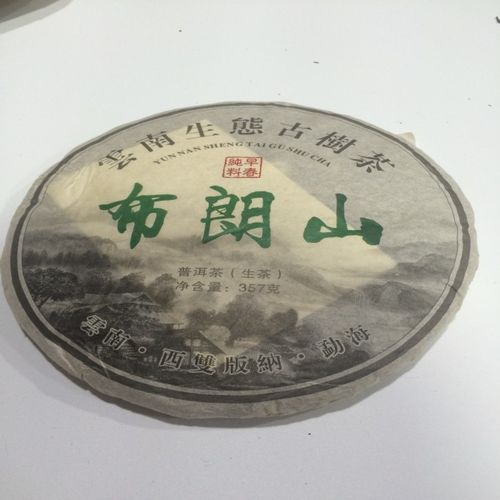 雲南生態古樹茶
YUN NAN SHENG TAI GU SHU CHA
早春
純料
布朗山
普洱茶（生茶）
净含量：357克
雲南·西雙版納·勐海